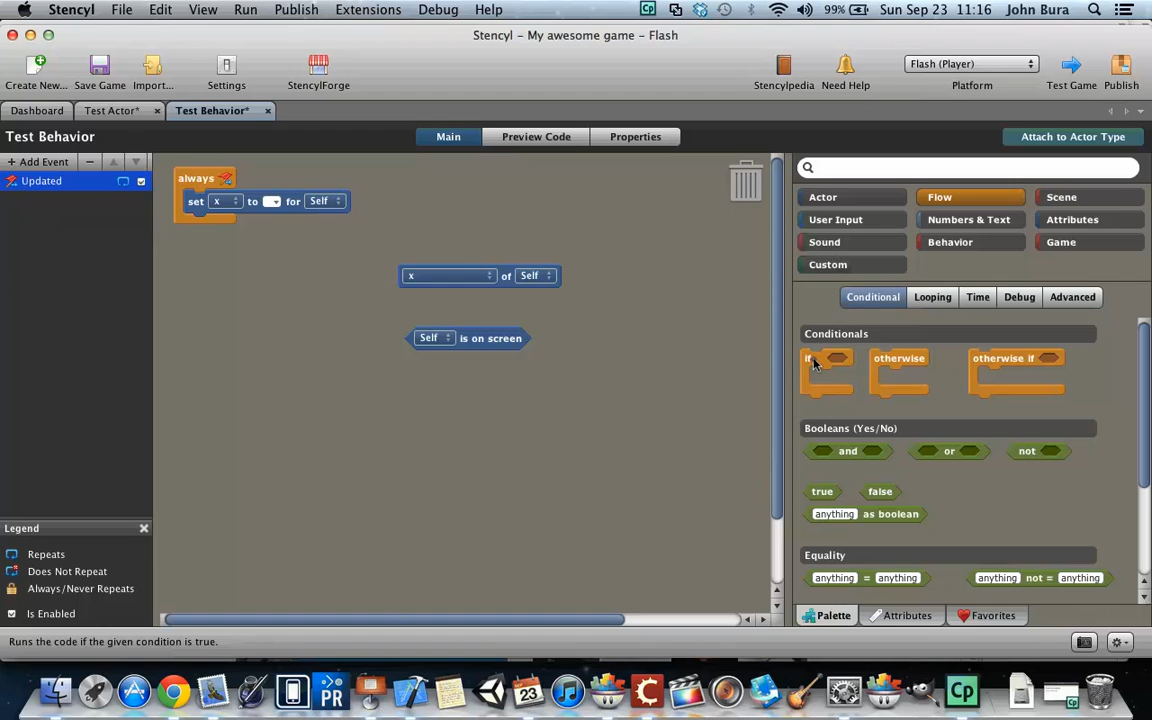 Stencyl File Edit View Run Publish Extensions Debug Help
99% Sun Sep 23 11:16 John Bura
Stencyl - My awesome game - Flash
Create New... Save Game Import... Settings StencylForge
Stencylpedia Need Help Flash (Player) Platform Test Game Publish
Dashboard Test Actor* Test Behavior*
Test Behavior Main Preview Code Properties Attach to Actor Type
+ Add Event
Updated
always
set x to for Self
x of Self
Self is on screen
Actor Flow Scene
User Input Numbers & Text Attributes
Sound Behavior Game
Custom
Conditional Looping Time Debug Advanced
Conditionals
if otherwise otherwise if
Booleans (Yes/No)
and or not
true false
anything as boolean
Equality
anything = anything anything not = anything
Palette Attributes Favorites
Legend
Repeats
Does Not Repeat
Always/Never Repeats
Is Enabled
Runs the code if the given condition is true.
Cp
PR
23
Cp